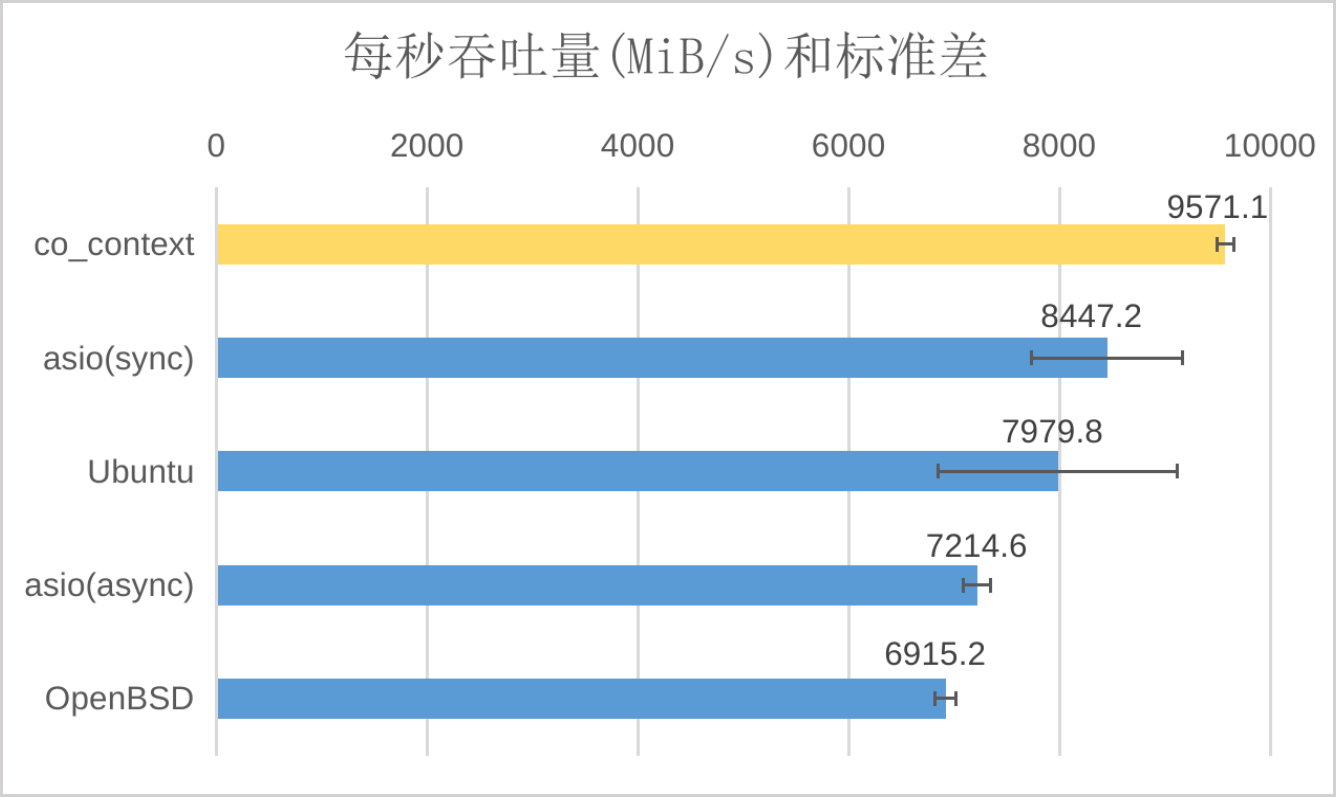 每秒吞吐量(MiB/s)和标准差
0 2000 4000 6000 8000 10000
9571.1
co_context
8447.2
asio(sync)
7979.8
Ubuntu
7214.6
asio(async)
6915.2
OpenBSD